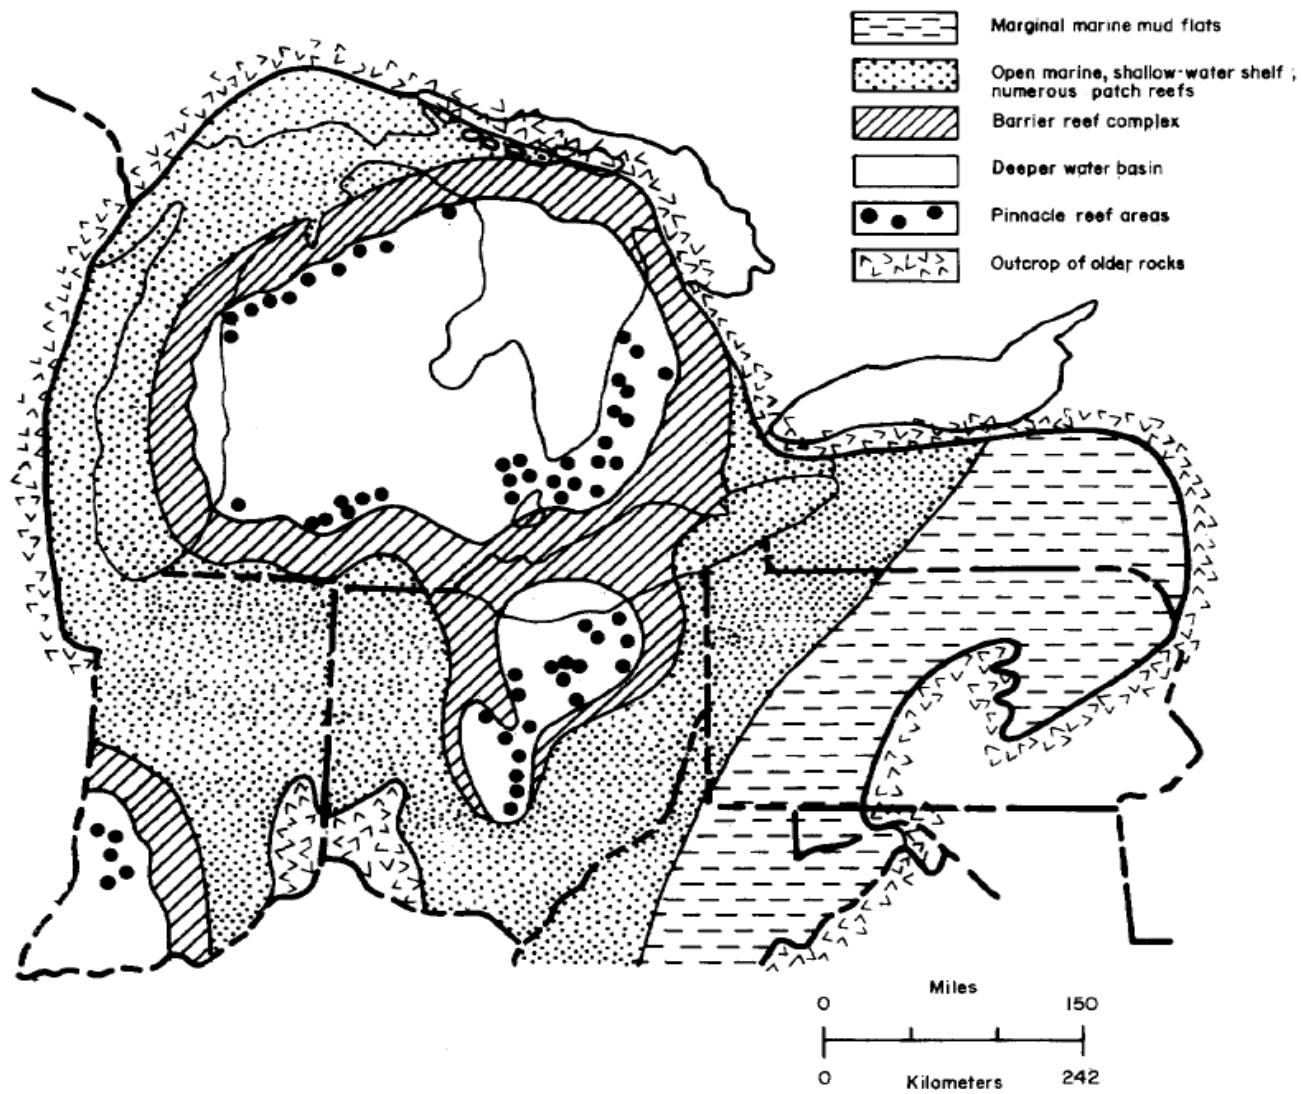 Marginal marine mud flats
Open marine, shallow-water shelf ;
numerous patch reefs
Barrier reef complex
Deeper water basin
Pinnacle reef areas
Outcrop of older rocks
Miles
0 150
0 242
Kilometers